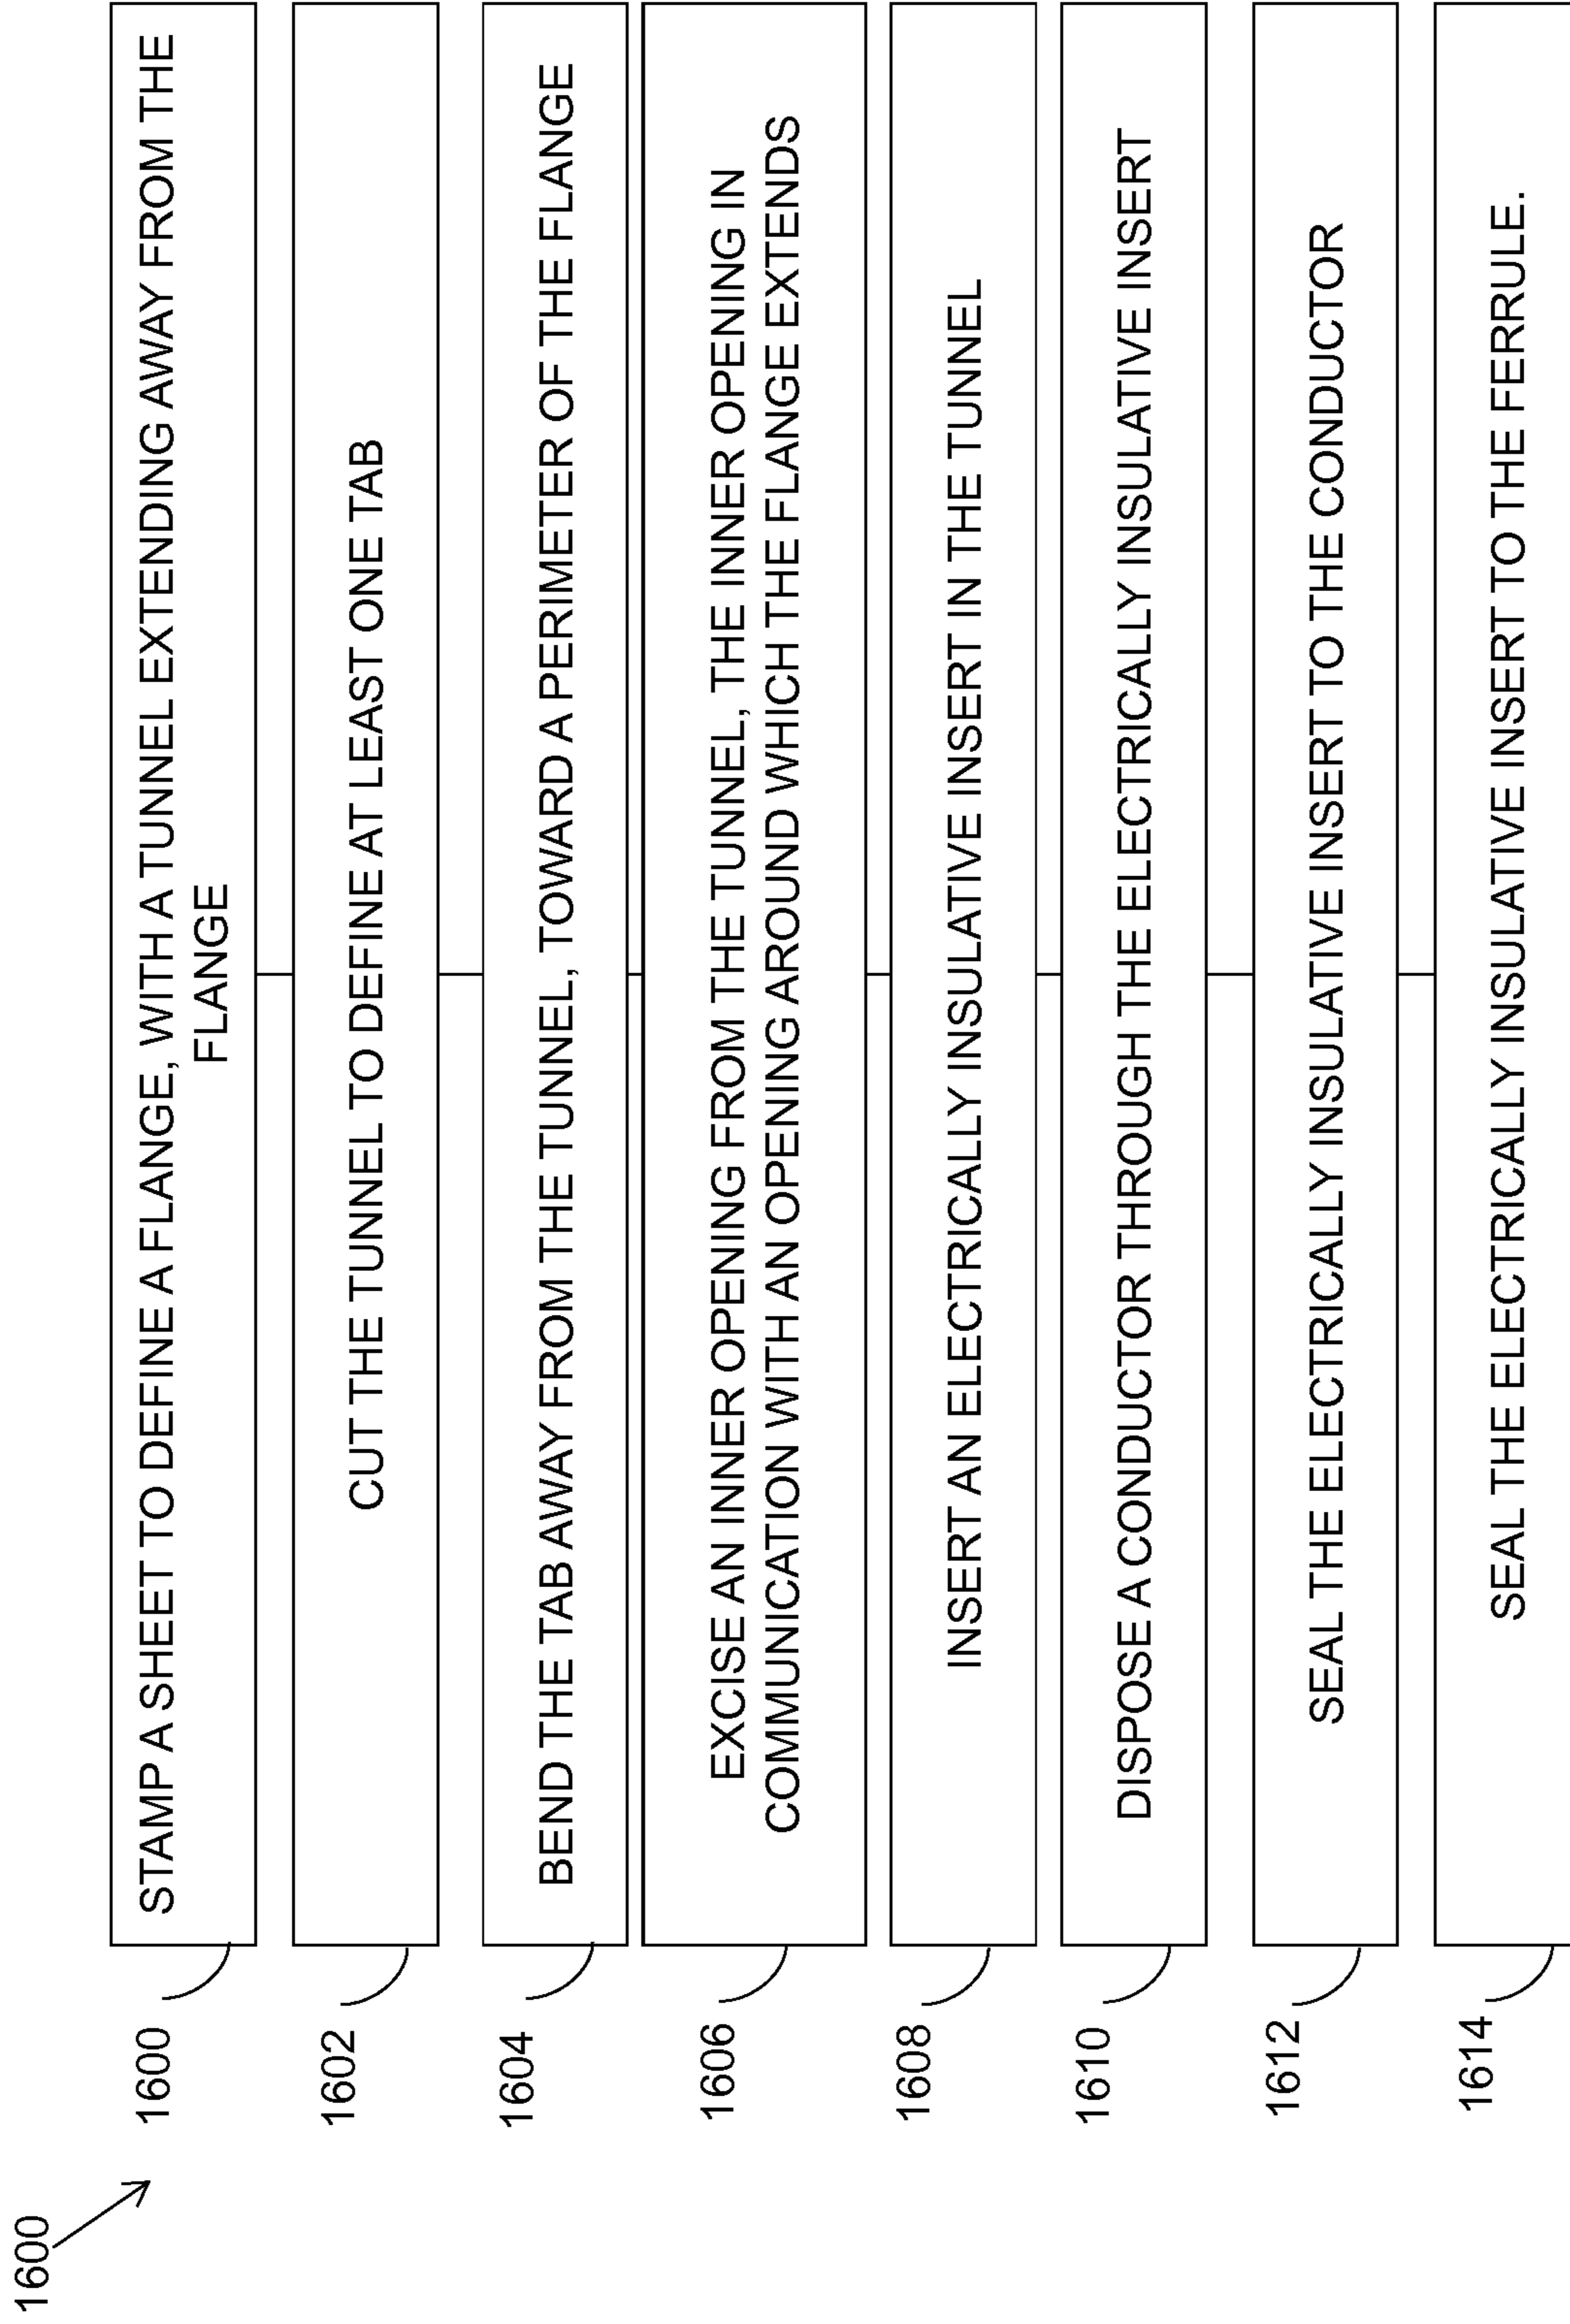 1600
1600
STAMP A SHEET TO DEFINE A FLANGE, WITH A TUNNEL EXTENDING AWAY FROM THE
FLANGE
1602
CUT THE TUNNEL TO DEFINE AT LEAST ONE TAB
1604
BEND THE TAB AWAY FROM THE TUNNEL, TOWARD A PERIMETER OF THE FLANGE
1606
EXCISE AN INNER OPENING FROM THE TUNNEL, THE INNER OPENING IN
COMMUNICATION WITH AN OPENING AROUND WHICH THE FLANGE EXTENDS
1608
INSERT AN ELECTRICALLY INSULATIVE INSERT IN THE TUNNEL
1610
DISPOSE A CONDUCTOR THROUGH THE ELECTRICALLY INSULATIVE INSERT
1612
SEAL THE ELECTRICALLY INSULATIVE INSERT TO THE CONDUCTOR
1614
SEAL THE ELECTRICALLY INSULATIVE INSERT TO THE FERRULE.